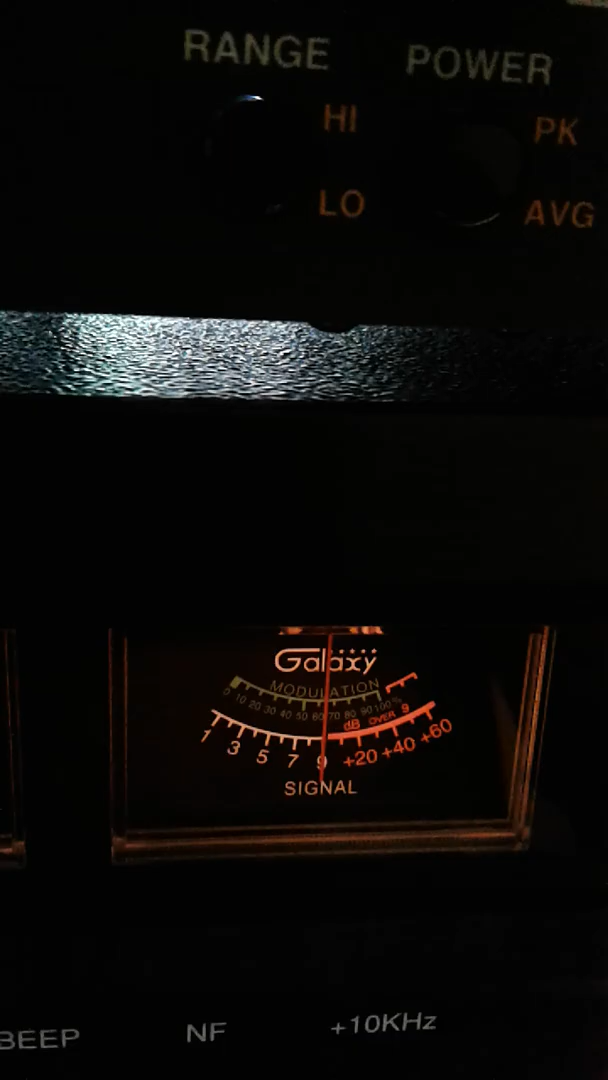 RANGE POWER
HI PK
LO AVG
Galaxy
MODULATION
0 10 20 30 40 50 60 70 80 90 100 %
dB OVER 9
1 3 5 7 9 +20 +40 +60
SIGNAL
BEEP NF +10KHz